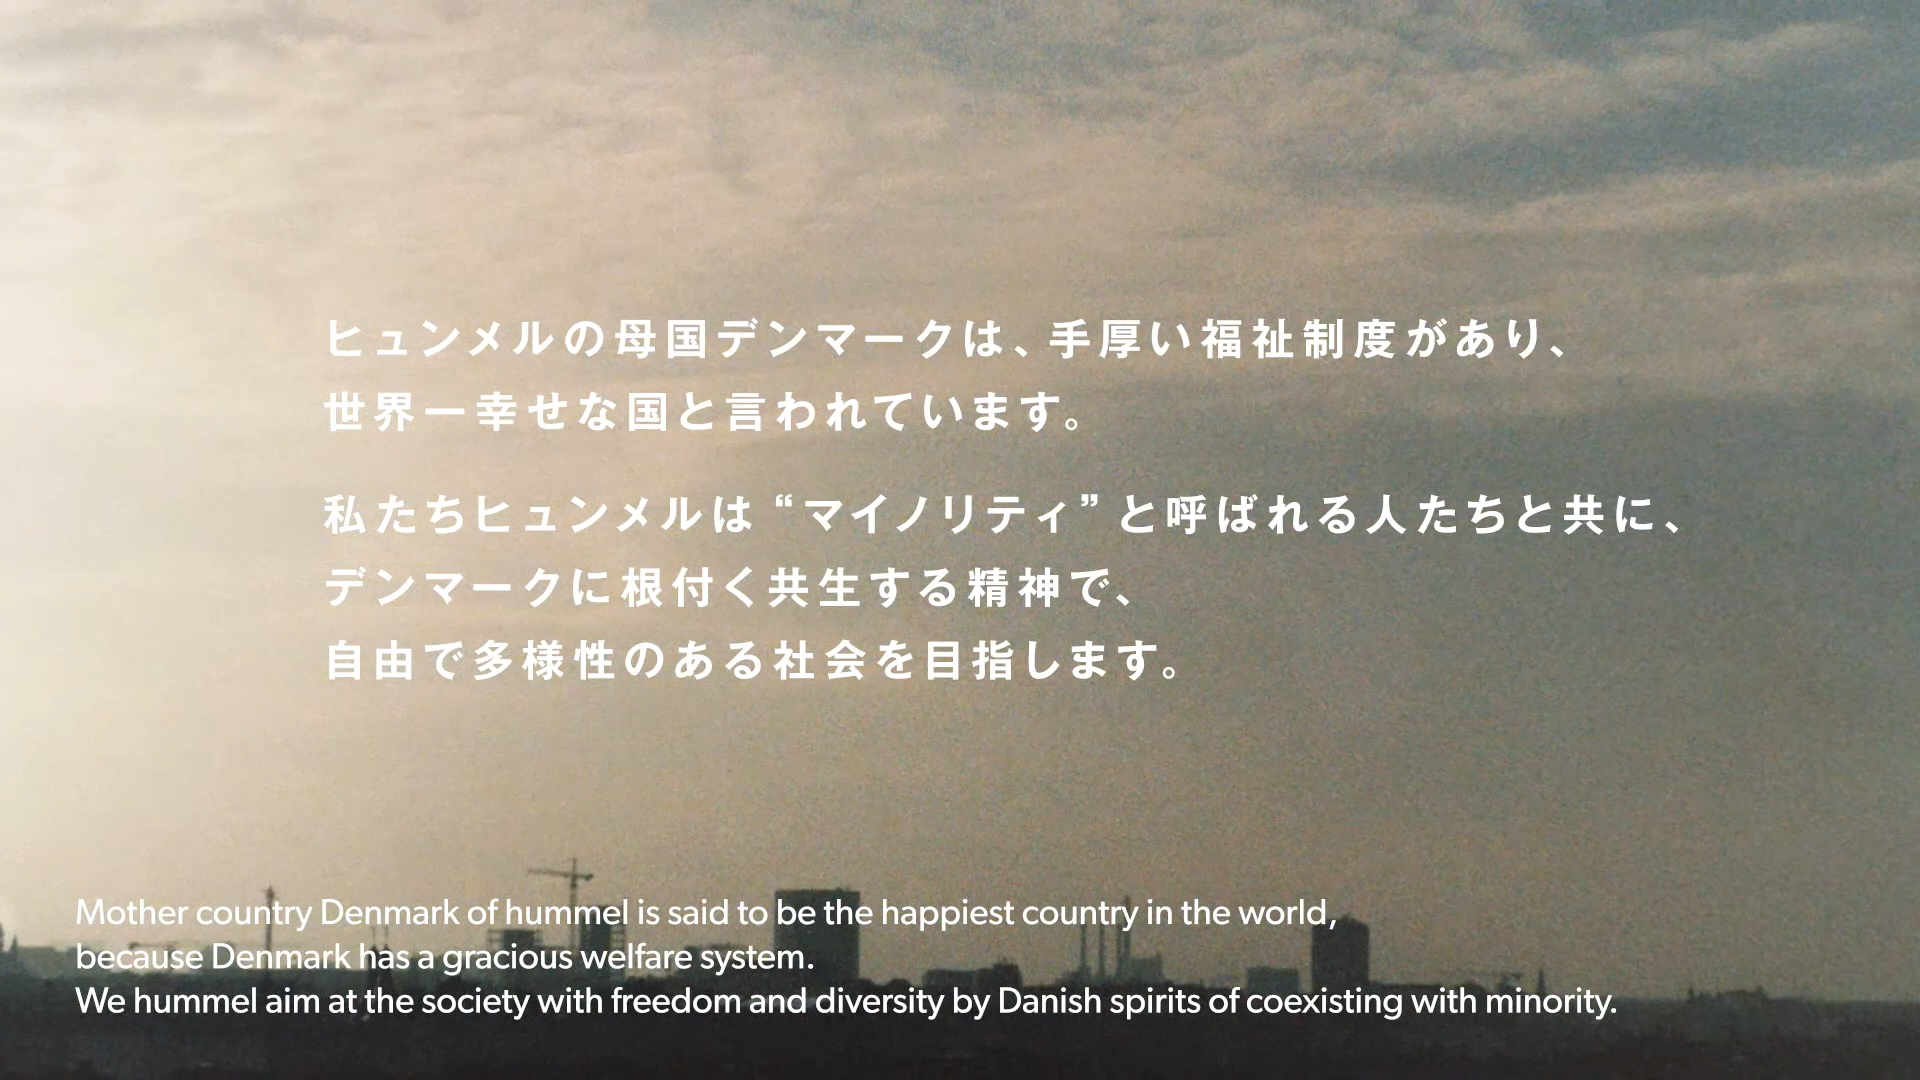 ヒュンメルの母国デンマークは、手厚い福祉制度があり、
世界一幸せな国と言われています。
私たちヒュンメルは“マイノリティ”と呼ばれる人たちと共に、
デンマークに根付く共生する精神で、
自由で多様性のある社会を目指します。
Mother country Denmark of hummel is said to be the happiest country in the world,
because Denmark has a gracious welfare system.
We hummel aim at the society with freedom and diversity by Danish spirits of coexisting with minority.